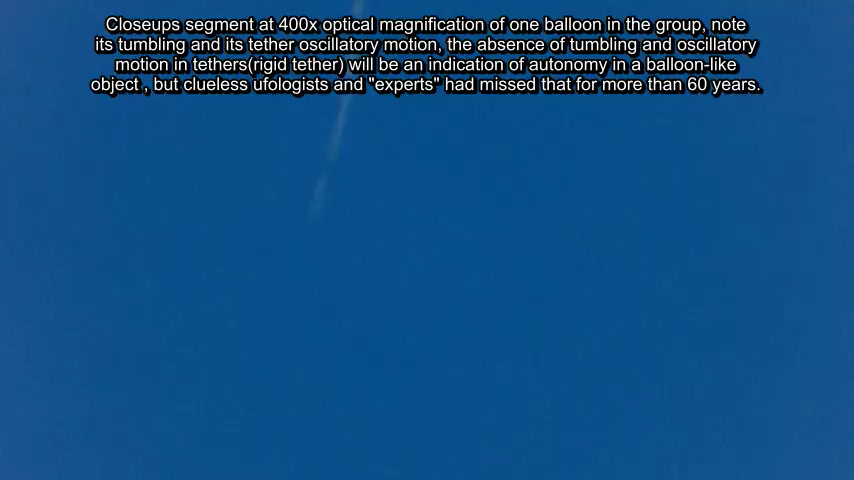 Closeups segment at 400x optical magnification of one balloon in the group, note
its tumbling and its tether oscillatory motion, the absence of tumbling and oscillatory
motion in tethers(rigid tether) will be an indication of autonomy in a balloon-like
object , but clueless ufologists and "experts" had missed that for more than 60 years.